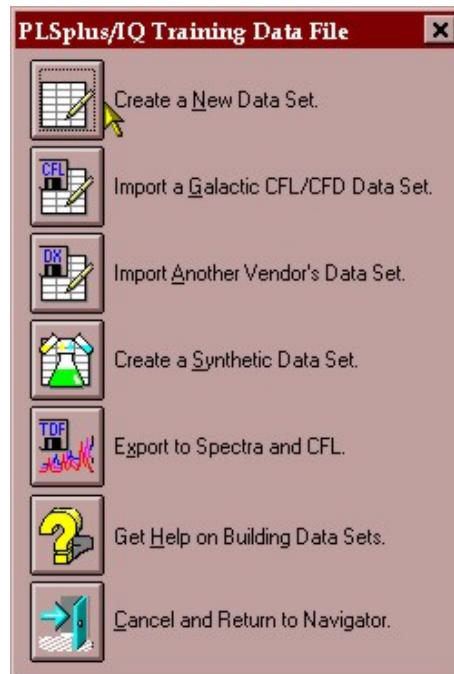 PLSplus/IQ Training Data File
Create a New Data Set.
CFL
Import a Galactic CFL/CFD Data Set.
DX
Import Another Vendor's Data Set.
Create a Synthetic Data Set.
TDF
Export to Spectra and CFL.
Get Help on Building Data Sets.
Cancel and Return to Navigator.